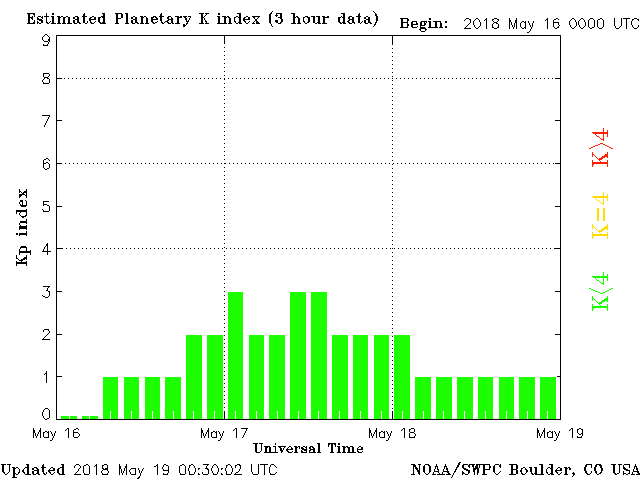 Estimated Planetary K index (3 hour data) Begin: 2018 May 16 0000 UTC
9
8
7
6
5
4
3
2
1
0
Kp index
K>4
K=4
K<4
May 16 May 17 May 18 May 19
Universal Time
Updated 2018 May 19 00:30:02 UTC NOAA/SWPC Boulder, CO USA